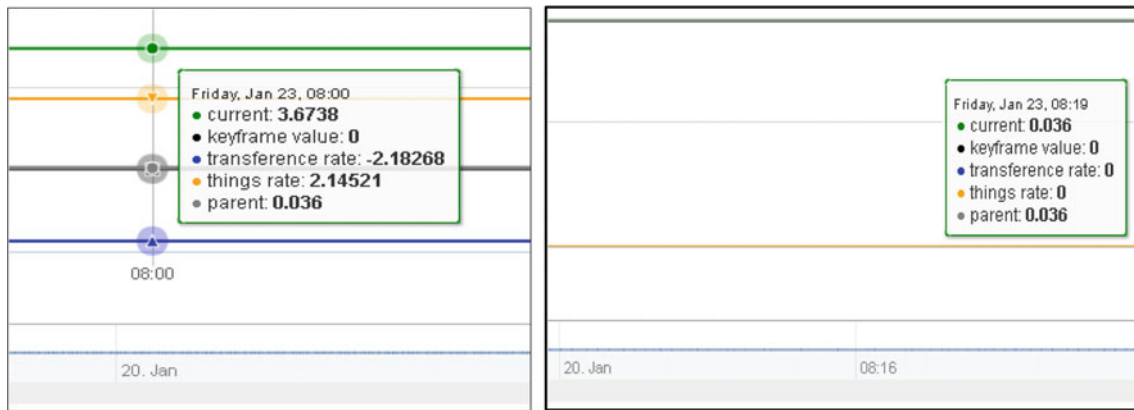 Friday, Jan 23, 08:00
● current: 3.6738
● keyframe value: 0
● transference rate: -2.18268
● things rate: 2.14521
● parent: 0.036
08:00
20. Jan
Friday, Jan 23, 08:19
● current: 0.036
● keyframe value: 0
● transference rate: 0
● things rate: 0
● parent: 0.036
20. Jan
08:16